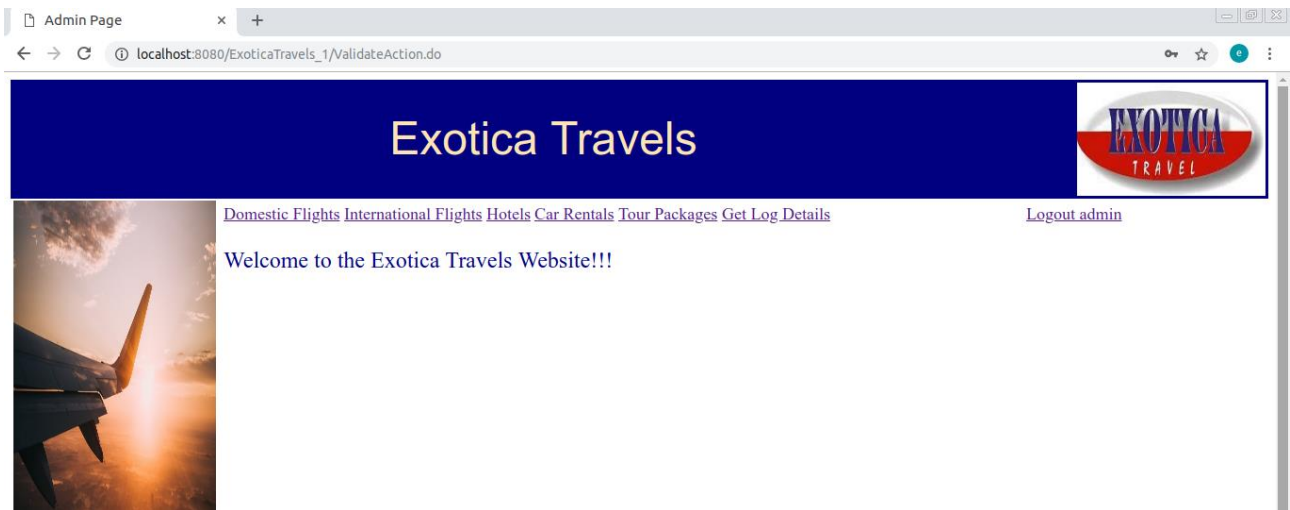 Admin Page
localhost:8080/ExoticaTravels_1/ValidateAction.do
e
Exotica Travels
EXOTICA
TRAVEL
Domestic Flights International Flights Hotels Car Rentals Tour Packages Get Log Details Logout admin
Welcome to the Exotica Travels Website!!!